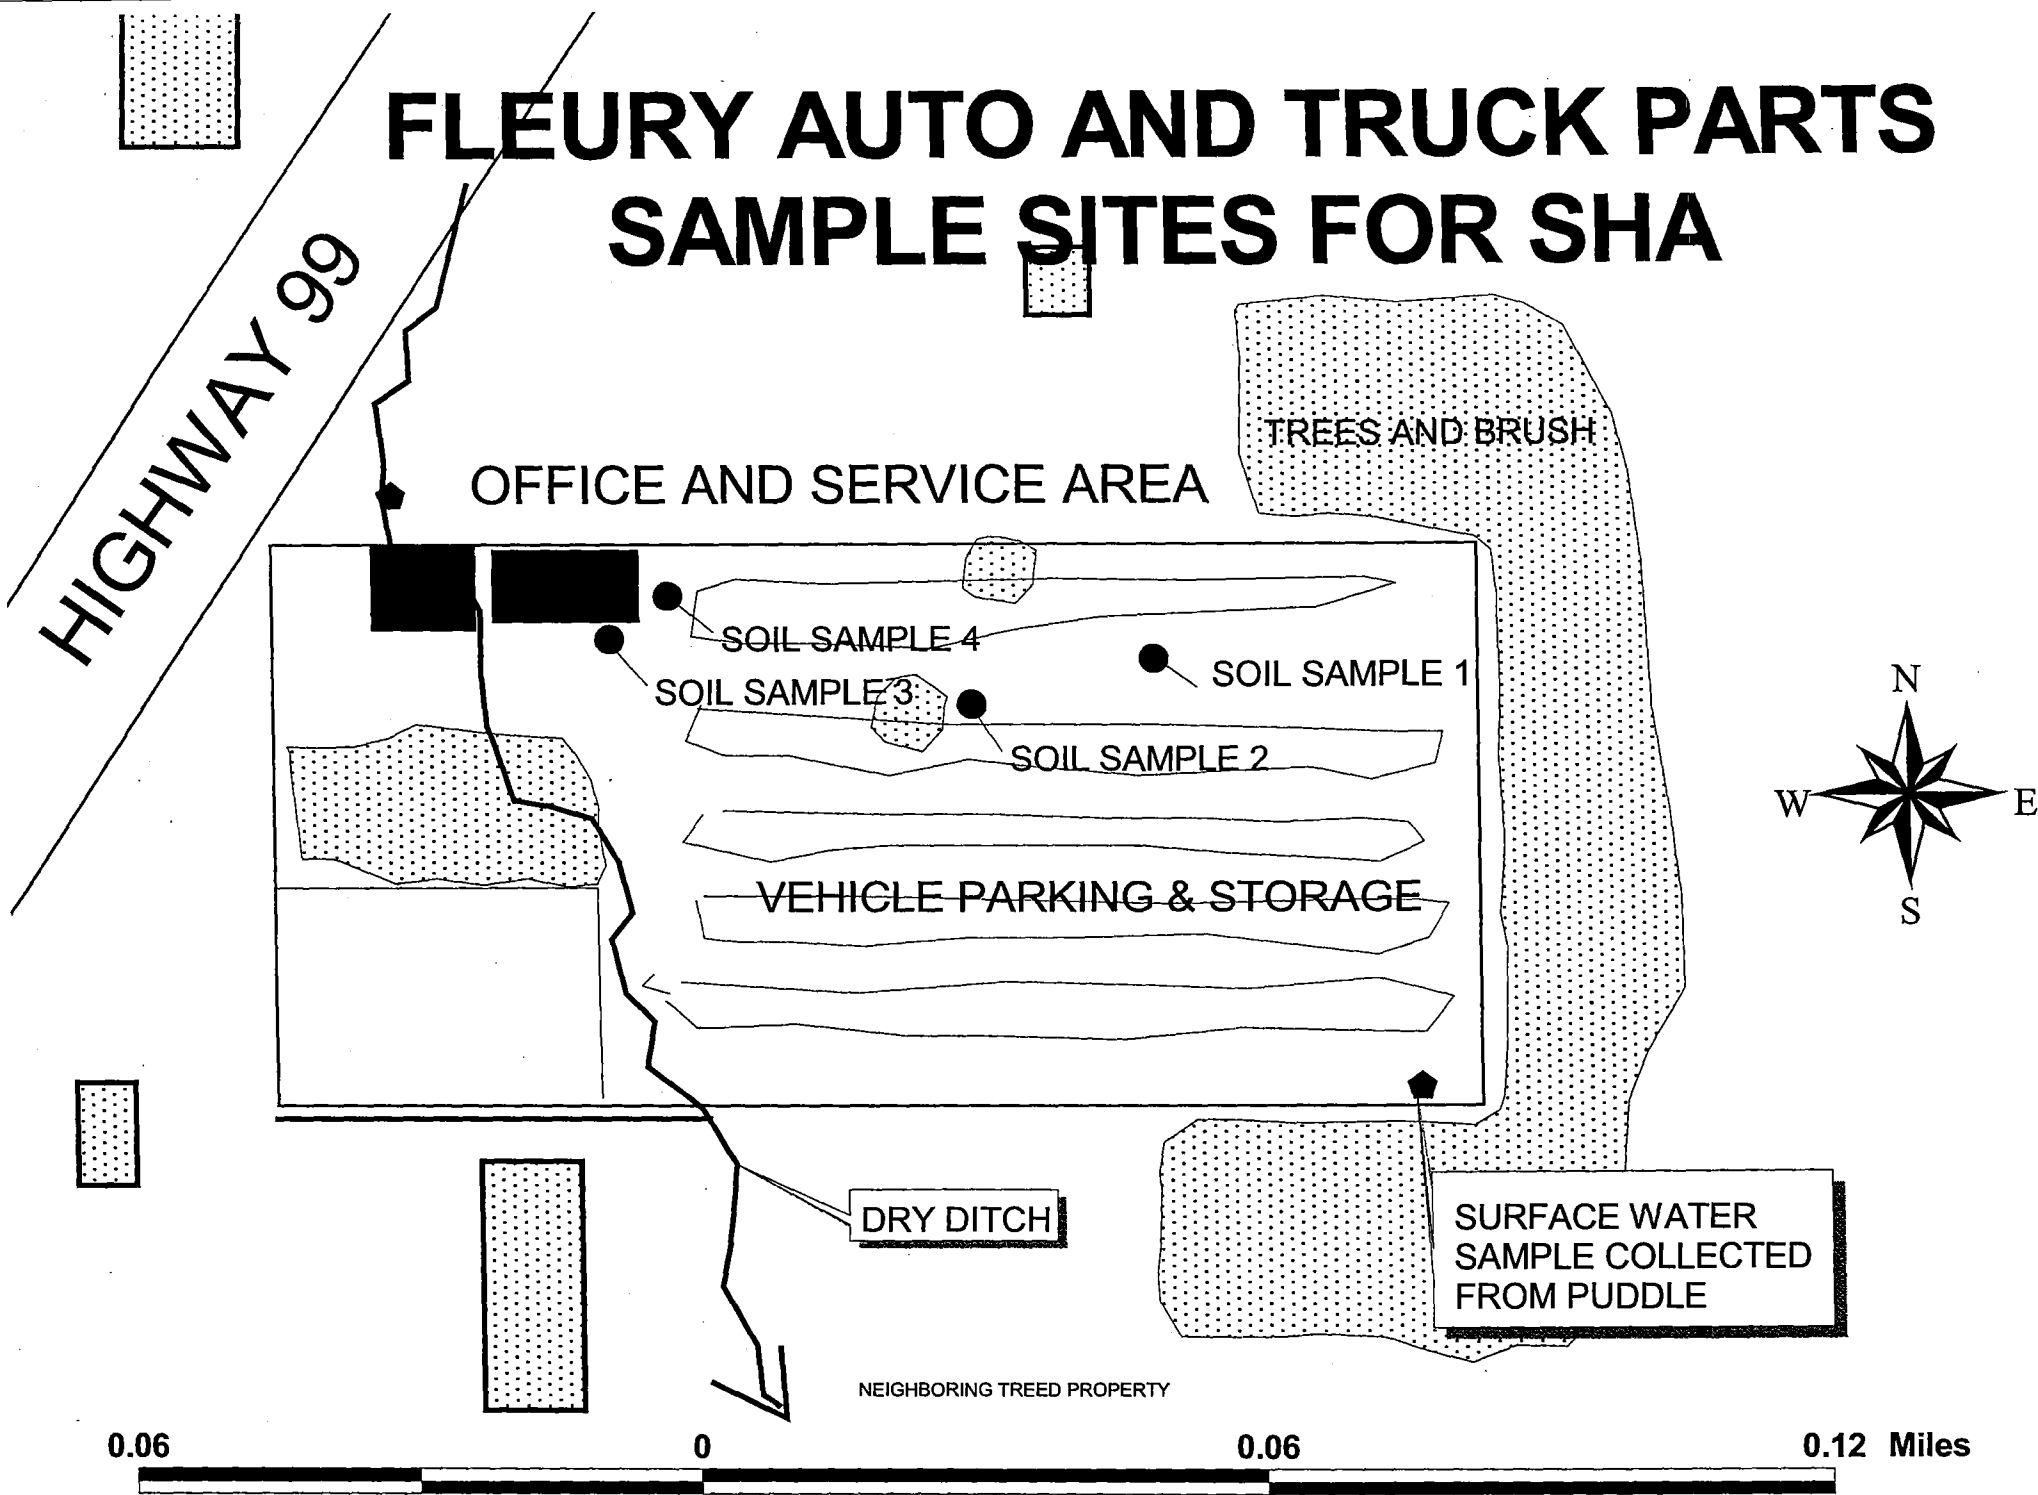 FLEURY AUTO AND TRUCK PARTS
SAMPLE SITES FOR SHA
HIGHWAY 99
TREES AND BRUSH
OFFICE AND SERVICE AREA
SOIL SAMPLE 4
SOIL SAMPLE 3
SOIL SAMPLE 1
SOIL SAMPLE 2
N
W
E
S
VEHICLE PARKING & STORAGE
DRY DITCH
SURFACE WATER
SAMPLE COLLECTED
FROM PUDDLE
NEIGHBORING TREED PROPERTY
0.06 0 0.06 0.12 Miles